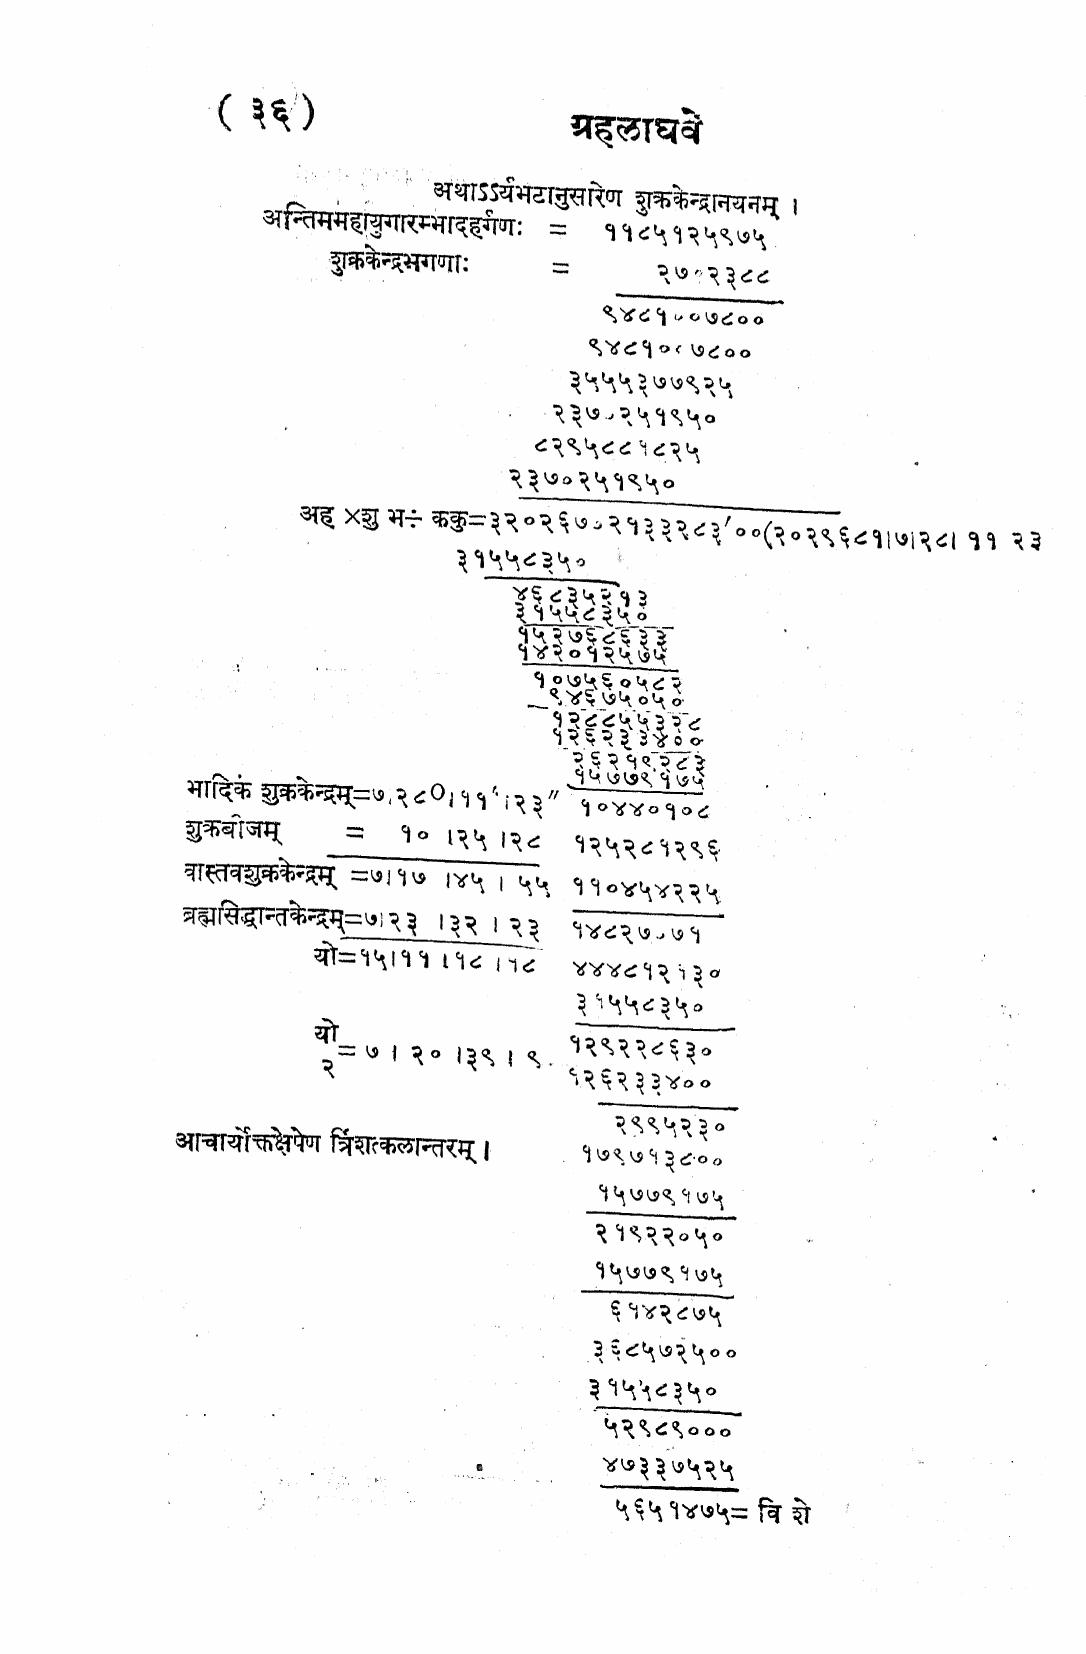 ( ३६ ) ग्रहलाघवे
अथाऽऽर्यभटानुसारेण शुक्रकेन्द्रानयनम् ।
अन्तिममहायुगारम्भादहर्गणः = ११८५१२५९७५
शुक्रकेन्द्रभगणाः = २७०२३८८
९४८१००७८००
९४८१००७८००
३५५५३७७९२५
२३७०२५१९५०
८२९५८८१८२५
२३७०२५१९५०
अह ×शु भ÷ ककु=३२०२६७०२१३३२८३'००(२०२९६८१।७।२८। ११ २३
३१५५८३५०
४६८३५२१३
३१५५८३५०
१५२७६८६३३
१४२०१२५७५
१०७५६०५८३
९४६७५०५०
१२८८५५३२८
१२६२३३४००
२६२१९२८३
१५७७९१७५
भादिकं शुक्रकेन्द्रम्=७।२८०।११‘।२३” १०४४०१०८
शुक्रबीजम् = १० ।२५ ।२८ १२५२८१२९६
वास्तवशुक्रकेन्द्रम् =७।१७ ।४५ । ५५ ११०४५४२२५
ब्रह्मसिद्धान्तकेन्द्रम्=७।२३ ।३२ । २३ १४८२७०७१
यो=१५।११ ।१८ ।१८ ४४४८१२१३०
३१५५८३५०
यो/२ = ७ । २० ।३९ । ९. १२९२२८६३०
१२६२३३४००
२९९५२३०
आचार्योक्तक्षेपेण त्रिंशत्कलान्तरम् । १७९७१३८००
१५७७९१७५
२१९२२०५०
१५७७९१७५
६१४२८७५
३६८५७२५००
३१५५८३५०
५२९८९०००
४७३३७५२५
५६५१४७५= वि शे